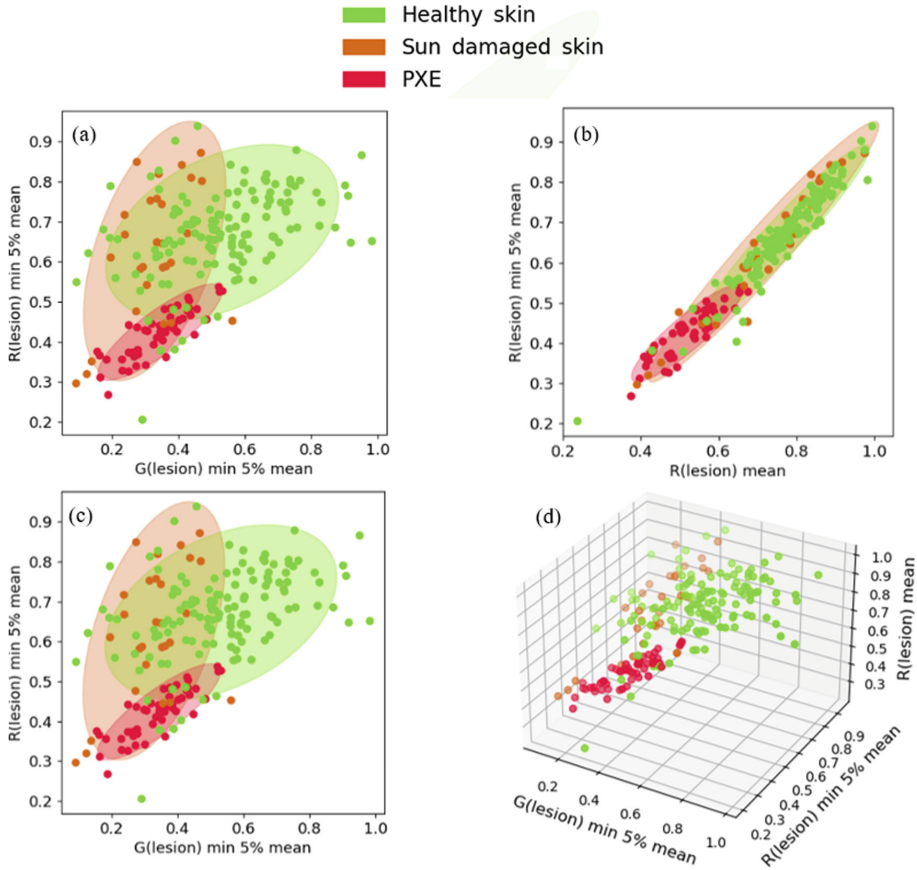 Healthy skin
Sun damaged skin
PXE
(a)
R(lesion) min 5% mean
0.9
0.8
0.7
0.6
0.5
0.4
0.3
0.2
0.2 0.4 0.6 0.8 1.0
G(lesion) min 5% mean
(b)
R(lesion) min 5% mean
0.9
0.8
0.7
0.6
0.5
0.4
0.3
0.2
0.2 0.4 0.6 0.8 1.0
R(lesion) mean
(c)
R(lesion) min 5% mean
0.9
0.8
0.7
0.6
0.5
0.4
0.3
0.2
0.2 0.4 0.6 0.8 1.0
G(lesion) min 5% mean
(d)
R(lesion) mean
1.0
0.9
0.8
0.7
0.6
0.5
0.4
0.3
0.2 0.4 0.6 0.8 1.0
G(lesion) min 5% mean
0.9
0.8
0.7
0.6
0.5
0.4
0.3
0.2
R(lesion) min 5% mean